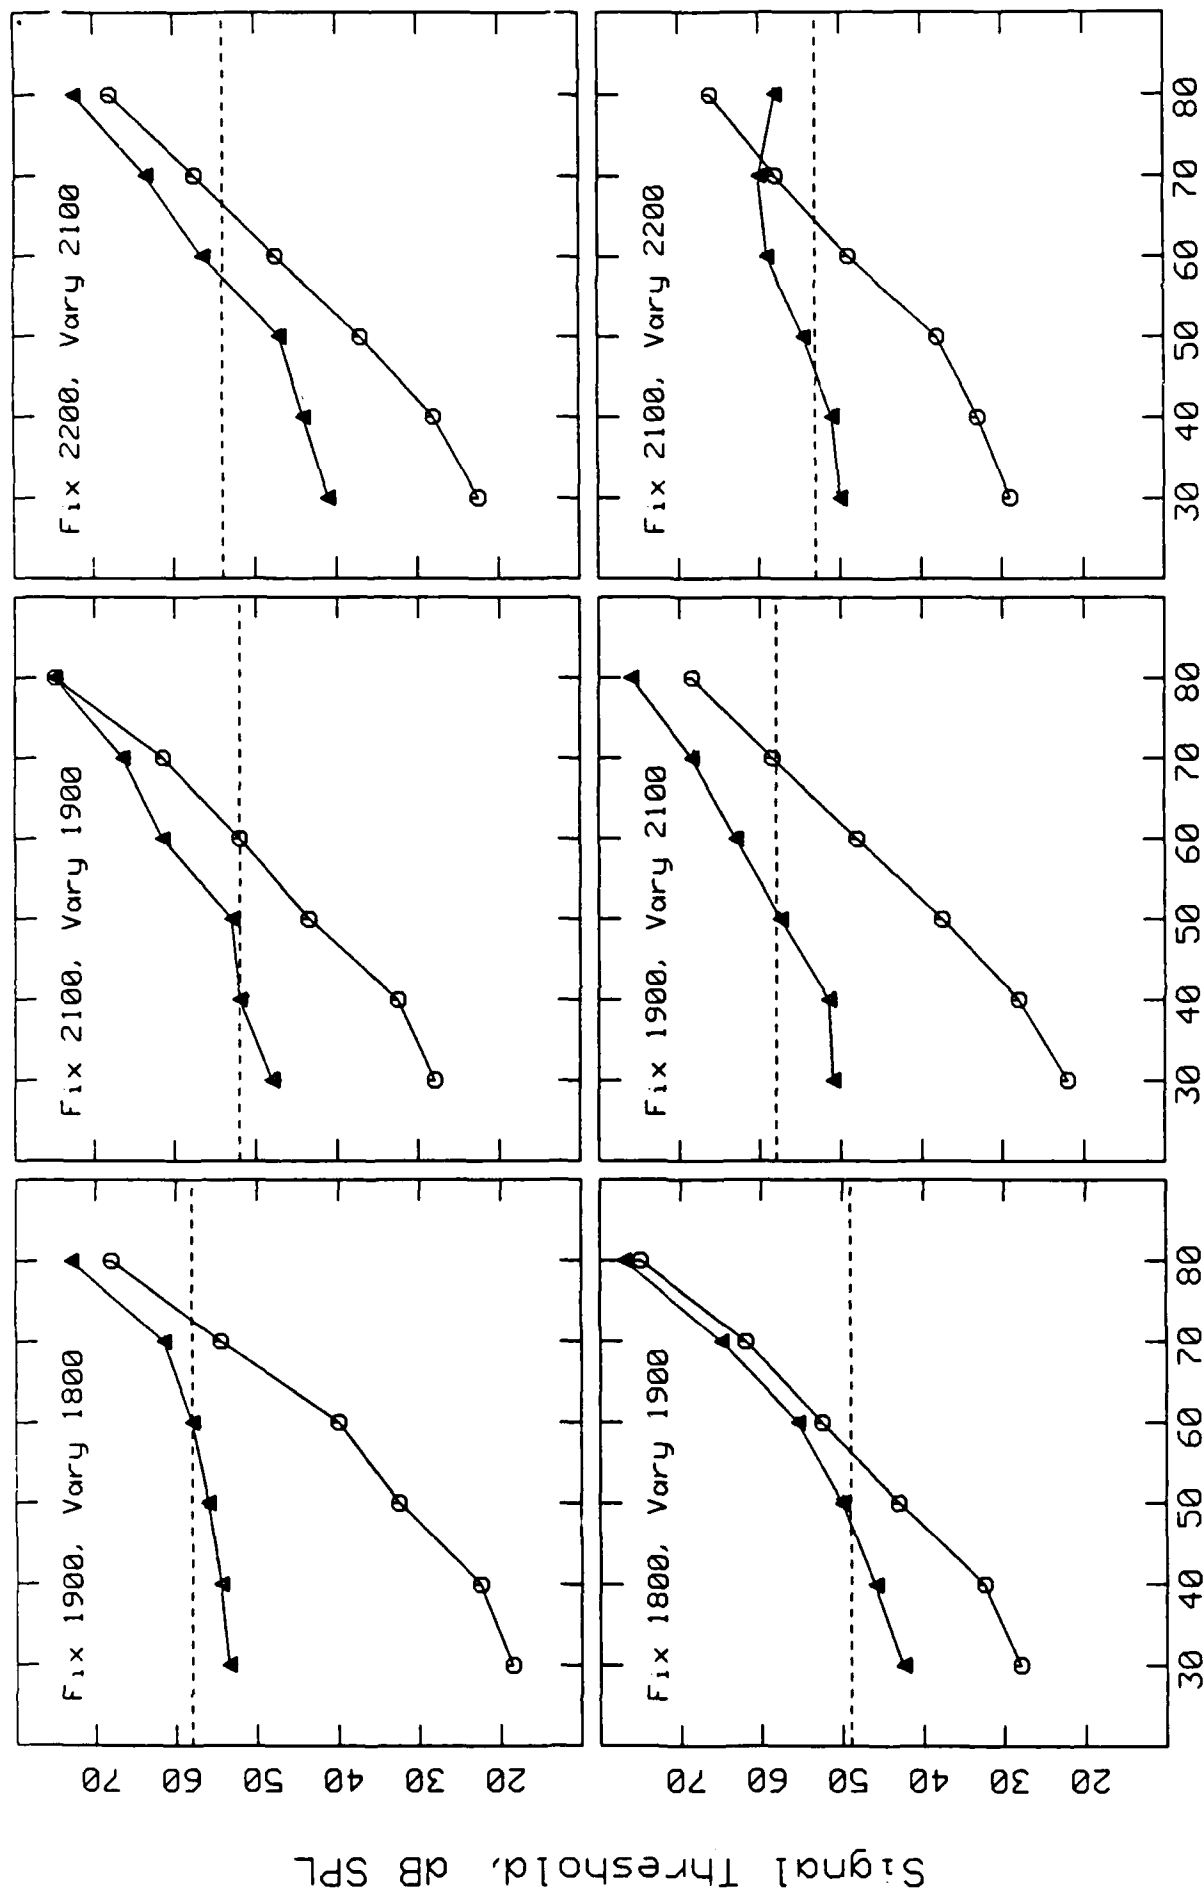 Signal Threshold, dB SPL
Fix 1900, Vary 1800
Fix 2100, Vary 1900
Fix 2200, Vary 2100
70
60
50
40
30
20
Fix 1800, Vary 1900
Fix 1900, Vary 2100
Fix 2100, Vary 2200
70
60
50
40
30
20
30 40 50 60 70 80
30 40 50 60 70 80
30 40 50 60 70 80